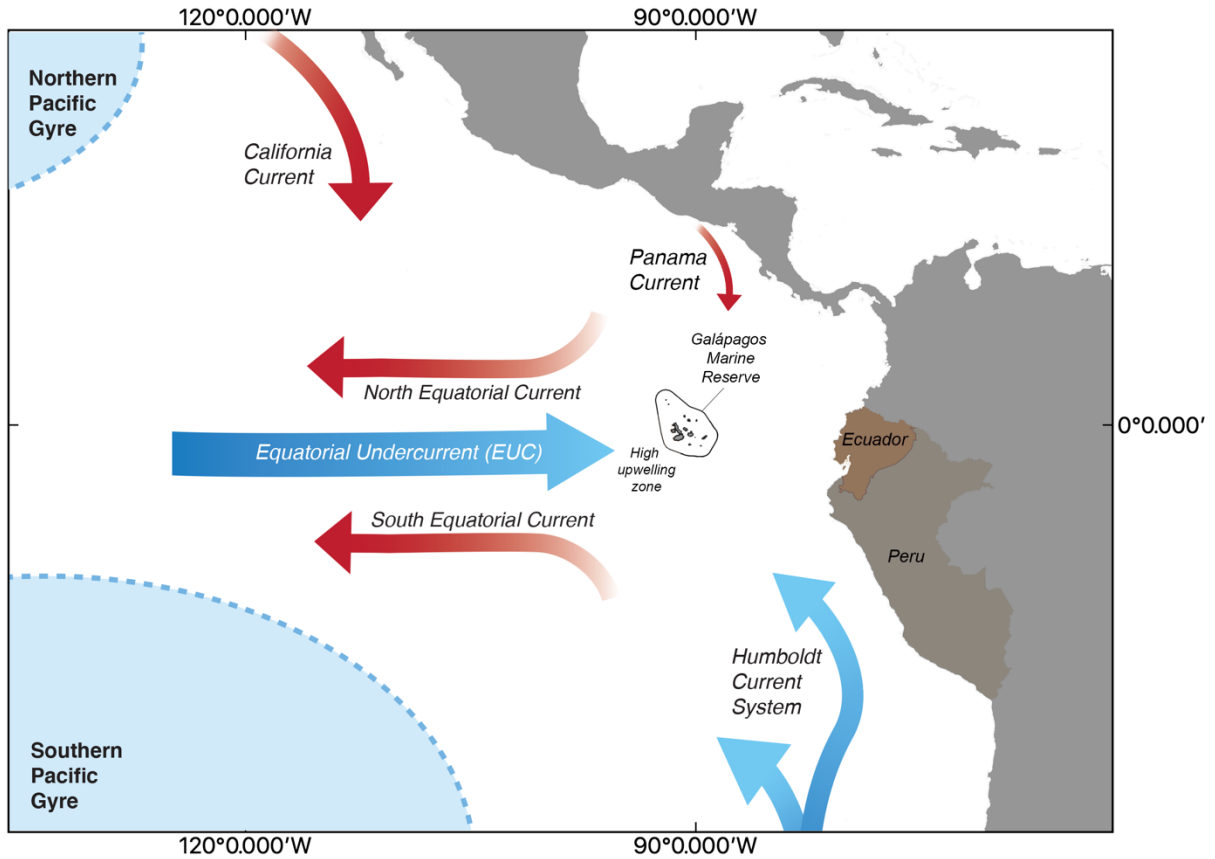 120°0.000'W
90°0.000'W
Northern
Pacific
Gyre
California
Current
Panama
Current
Galápagos
Marine
Reserve
North Equatorial Current
0°0.000'
Ecuador
Equatorial Undercurrent (EUC)
High
upwelling
zone
South Equatorial Current
Peru
Humboldt
Current
System
Southern
Pacific
Gyre
120°0.000'W
90°0.000'W